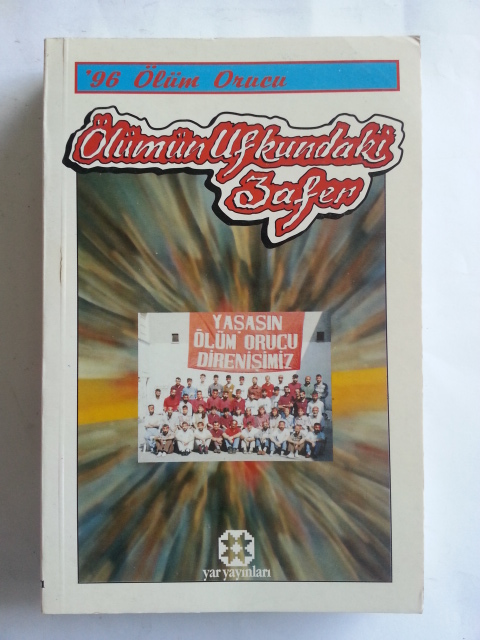 '96 Ölüm Orucu
Ölümün Ufkundaki
Zafer
YAŞASIN
ÖLÜM ORUCU
DİRENİŞİMİZ
yar yayınları